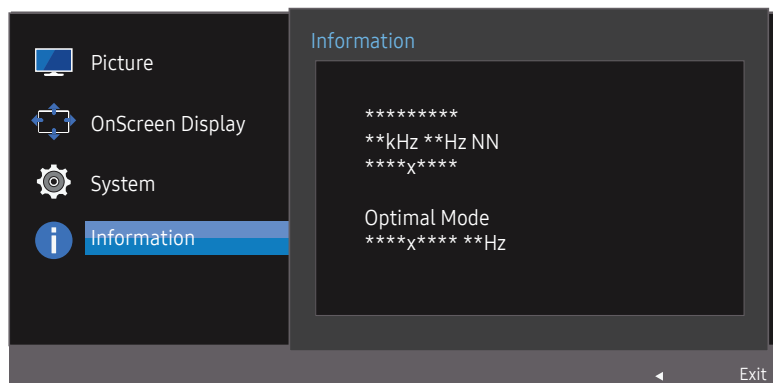 Picture
OnScreen Display
System
Information
Information
*********
**kHz **Hz NN
****x****
Optimal Mode
****x**** **Hz
Exit